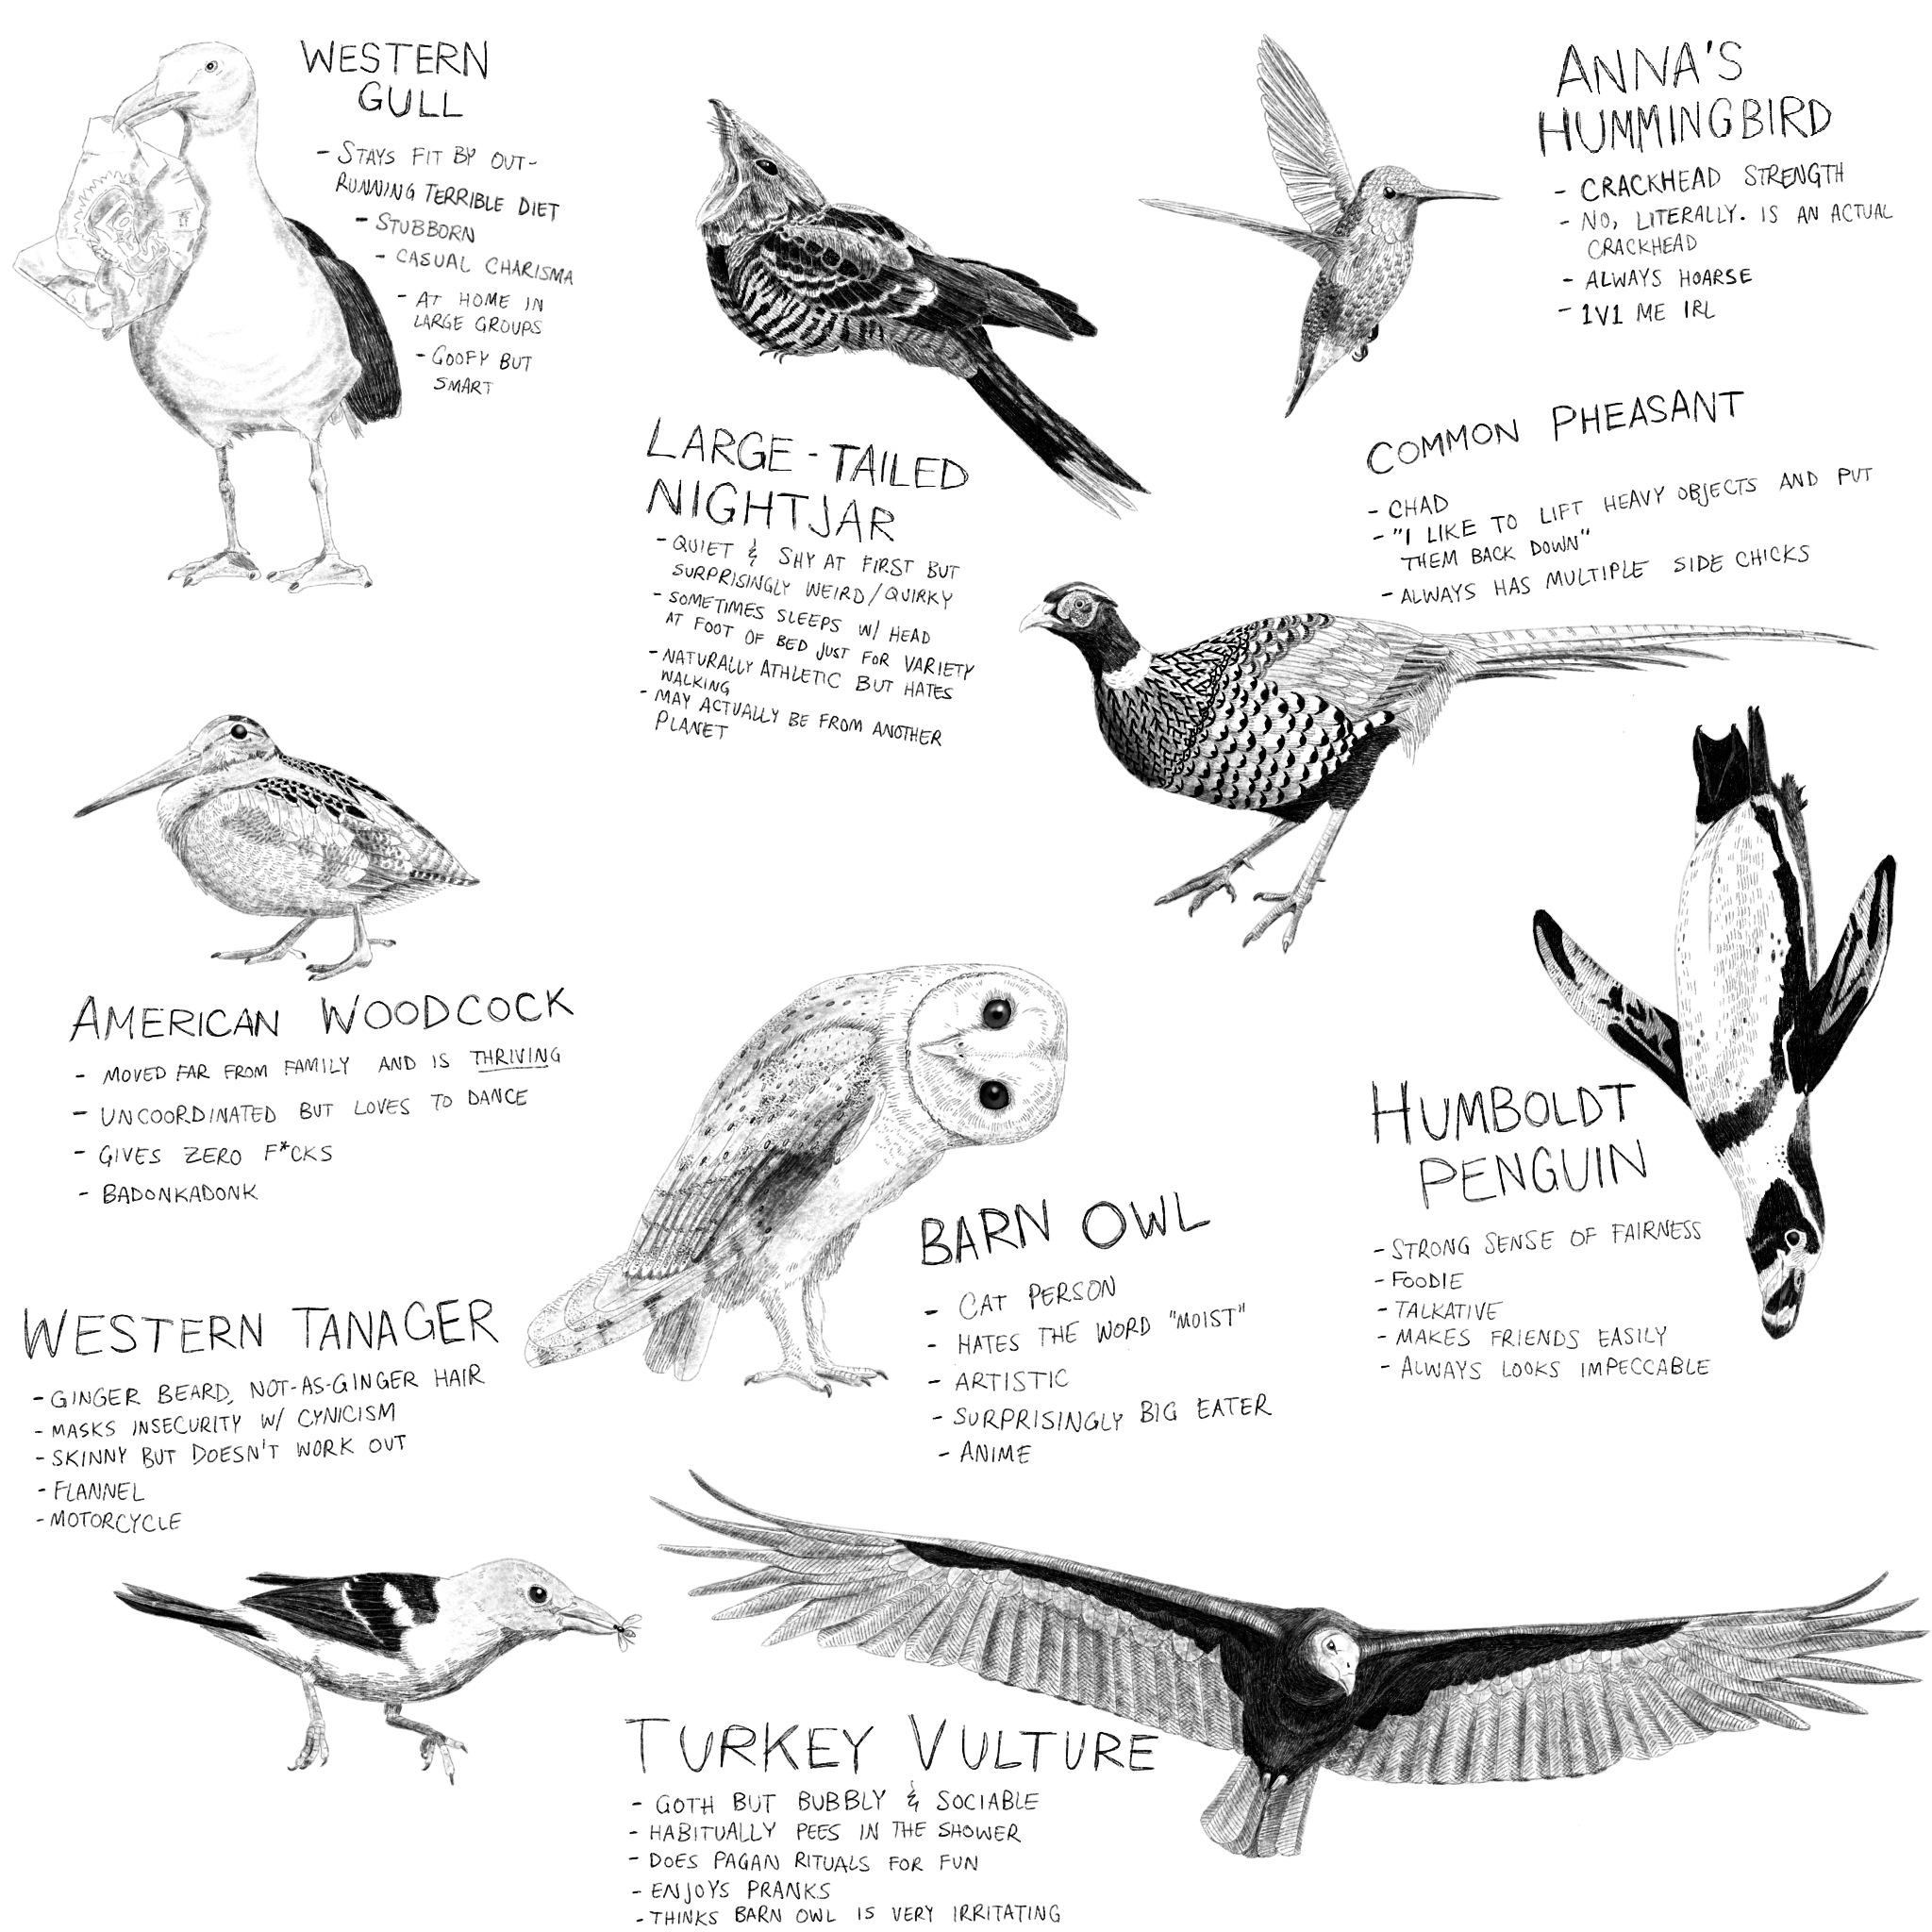 WESTERN
GULL
- STAYS FIT BY OUT-
RUNNING TERRIBLE DIET
- STUBBORN
- CASUAL CHARISMA
- AT HOME IN
LARGE GROUPS
- GOOFY BUT
SMART
LARGE-TAILED
NIGHTJAR
- QUIET & SHY AT FIRST BUT
SURPRISINGLY WEIRD/QUIRKY
- SOMETIMES SLEEPS W/ HEAD
AT FOOT OF BED JUST FOR VARIETY
- NATURALLY ATHLETIC BUT HATES
WALKING
- MAY ACTUALLY BE FROM ANOTHER
PLANET
ANNA'S
HUMMINGBIRD
- CRACKHEAD STRENGTH
- NO, LITERALLY. IS AN ACTUAL
CRACKHEAD
- ALWAYS HOARSE
- 1V1 ME IRL
COMMON PHEASANT
- CHAD
- "I LIKE TO LIFT HEAVY OBJECTS AND PUT
THEM BACK DOWN"
- ALWAYS HAS MULTIPLE SIDE CHICKS
AMERICAN WOODCOCK
- MOVED FAR FROM FAMILY AND IS THRIVING
- UNCOORDINATED BUT LOVES TO DANCE
- GIVES ZERO F*CKS
- BADONKADONK
BARN OWL
- CAT PERSON
- HATES THE WORD "MOIST"
- ARTISTIC
- SURPRISINGLY BIG EATER
- ANIME
HUMBOLDT
PENGUIN
- STRONG SENSE OF FAIRNESS
- FOODIE
- TALKATIVE
- MAKES FRIENDS EASILY
- ALWAYS LOOKS IMPECCABLE
WESTERN TANAGER
- GINGER BEARD, NOT-AS-GINGER HAIR
- MASKS INSECURITY W/ CYNICISM
- SKINNY BUT DOESN'T WORK OUT
- FLANNEL
- MOTORCYCLE
TURKEY VULTURE
- GOTH BUT BUBBLY & SOCIABLE
- HABITUALLY PEES IN THE SHOWER
- DOES PAGAN RITUALS FOR FUN
- ENJOYS PRANKS
- THINKS BARN OWL IS VERY IRRITATING